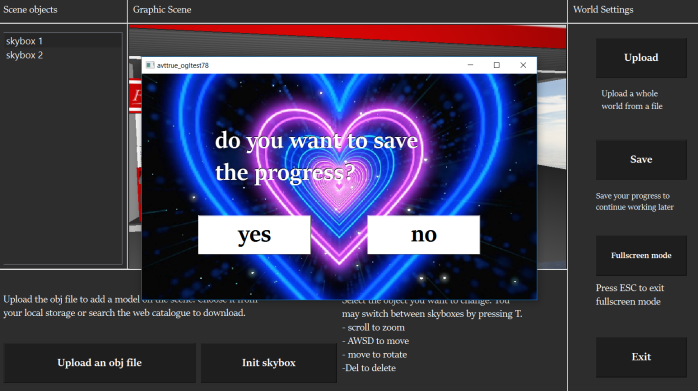 Scene objects
Graphic Scene
World Settings
skybox 1
skybox 2
avttrue_ogltest78
do you want to save
the progress?
yes
no
Upload
Upload a whole
world from a file
Save
Save your progress to
continue working later
Fullscreen mode
Press ESC to exit
fullscreen mode
Exit
Upload the obj file to add a model on the scene. Choose it from
your local storage or search the web catalogue to download.
Upload an obj file
Init skybox
Select the object you want to change. You
may switch between skyboxes by pressing T.
- scroll to zoom
- AWSD to move
- move to rotate
-Del to delete